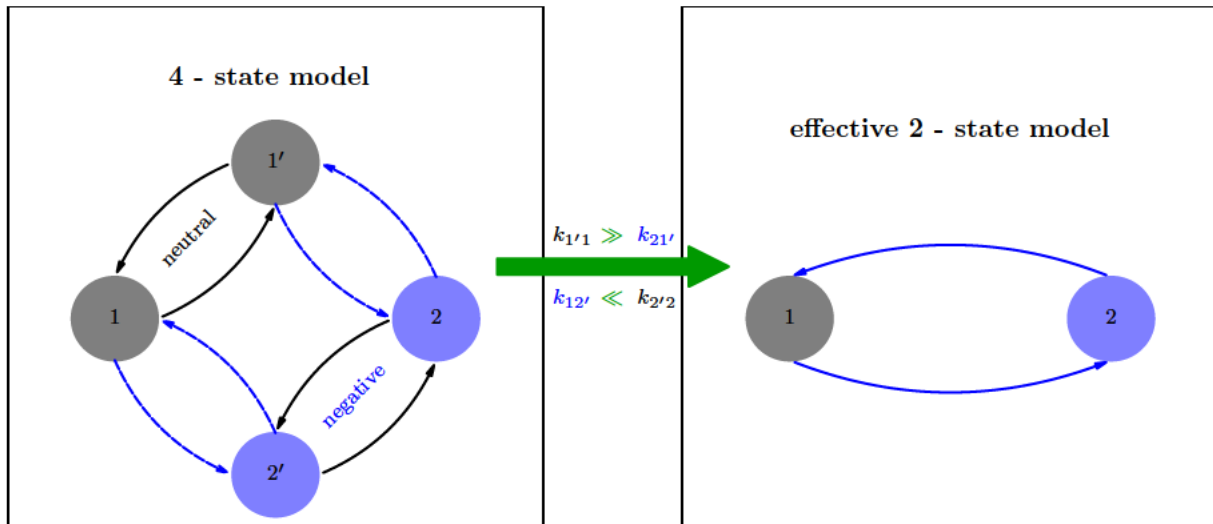 4 - state model
1′
neutral
1
2
negative
2′
k₁′₁ ≫ k₂₁′
k₁₂′ ≪ k₂′₂
effective 2 - state model
1
2